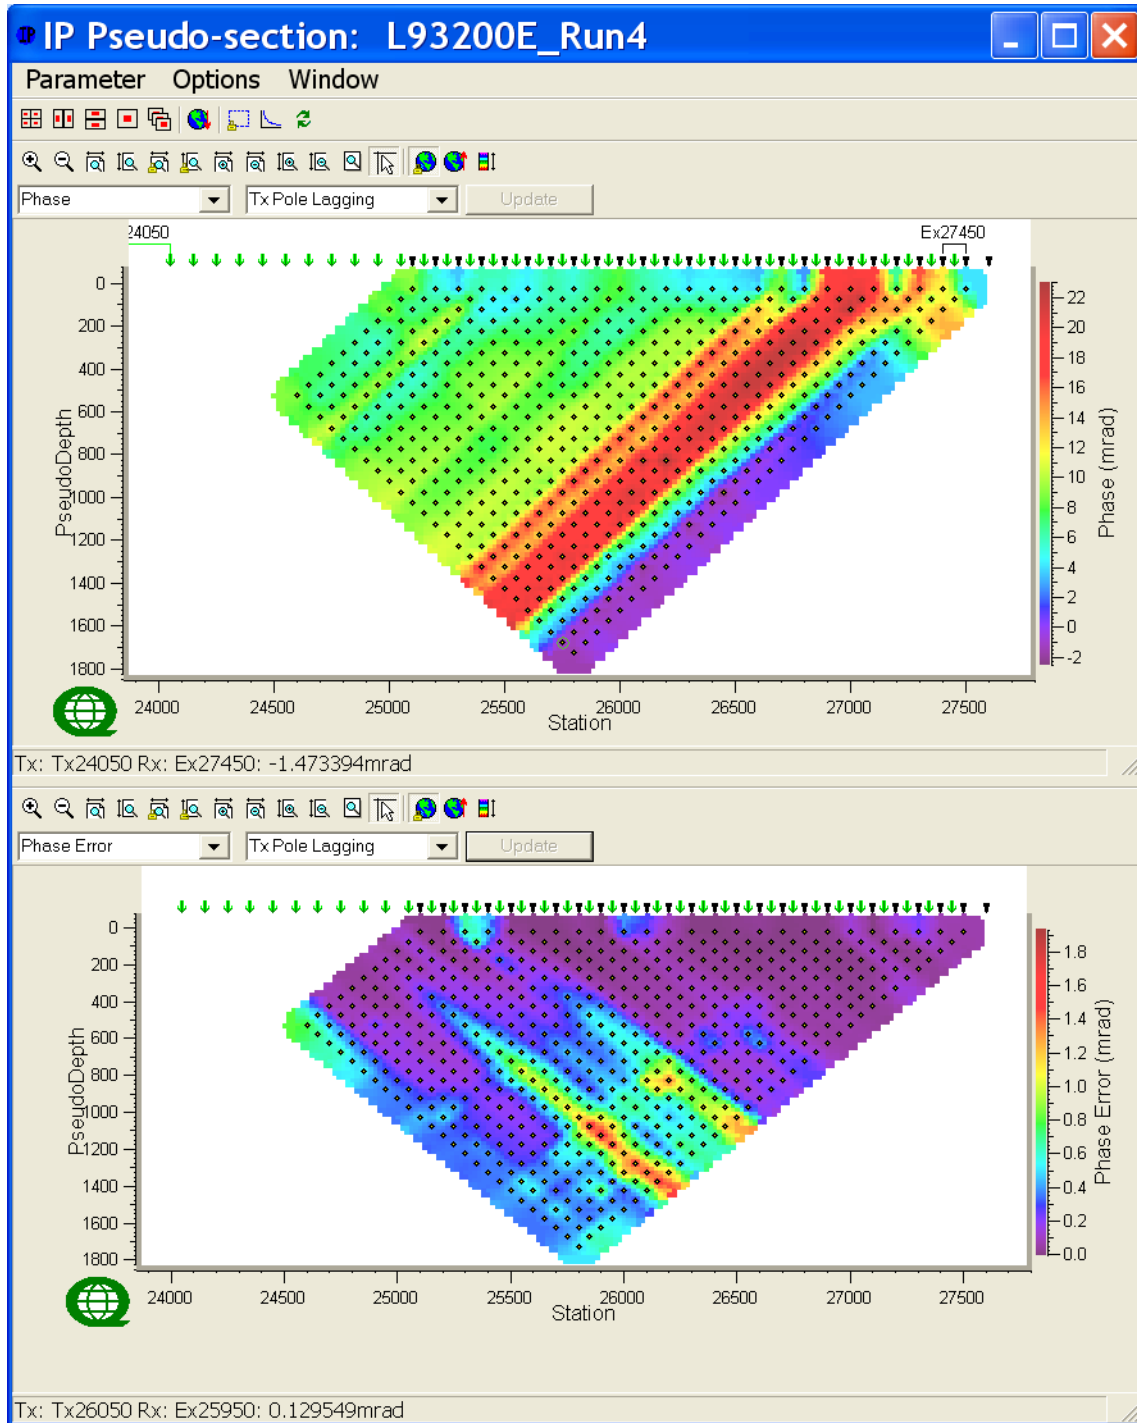 IP Pseudo-section: L93200E_Run4
Parameter Options Window
Phase Tx Pole Lagging Update
24050 Ex27450
0
200
400
600
800
1000
1200
1400
1600
1800
PseudoDepth
22
20
18
16
14
12
10
8
6
4
2
0
-2
Phase (mrad)
24000 24500 25000 25500 26000 26500 27000 27500
Station
Tx: Tx24050 Rx: Ex27450: -1.473394mrad
Phase Error Tx Pole Lagging Update
0
200
400
600
800
1000
1200
1400
1600
1800
PseudoDepth
1.8
1.6
1.4
1.2
1.0
0.8
0.6
0.4
0.2
0.0
Phase Error (mrad)
24000 24500 25000 25500 26000 26500 27000 27500
Station
Tx: Tx26050 Rx: Ex25950: 0.129549mrad